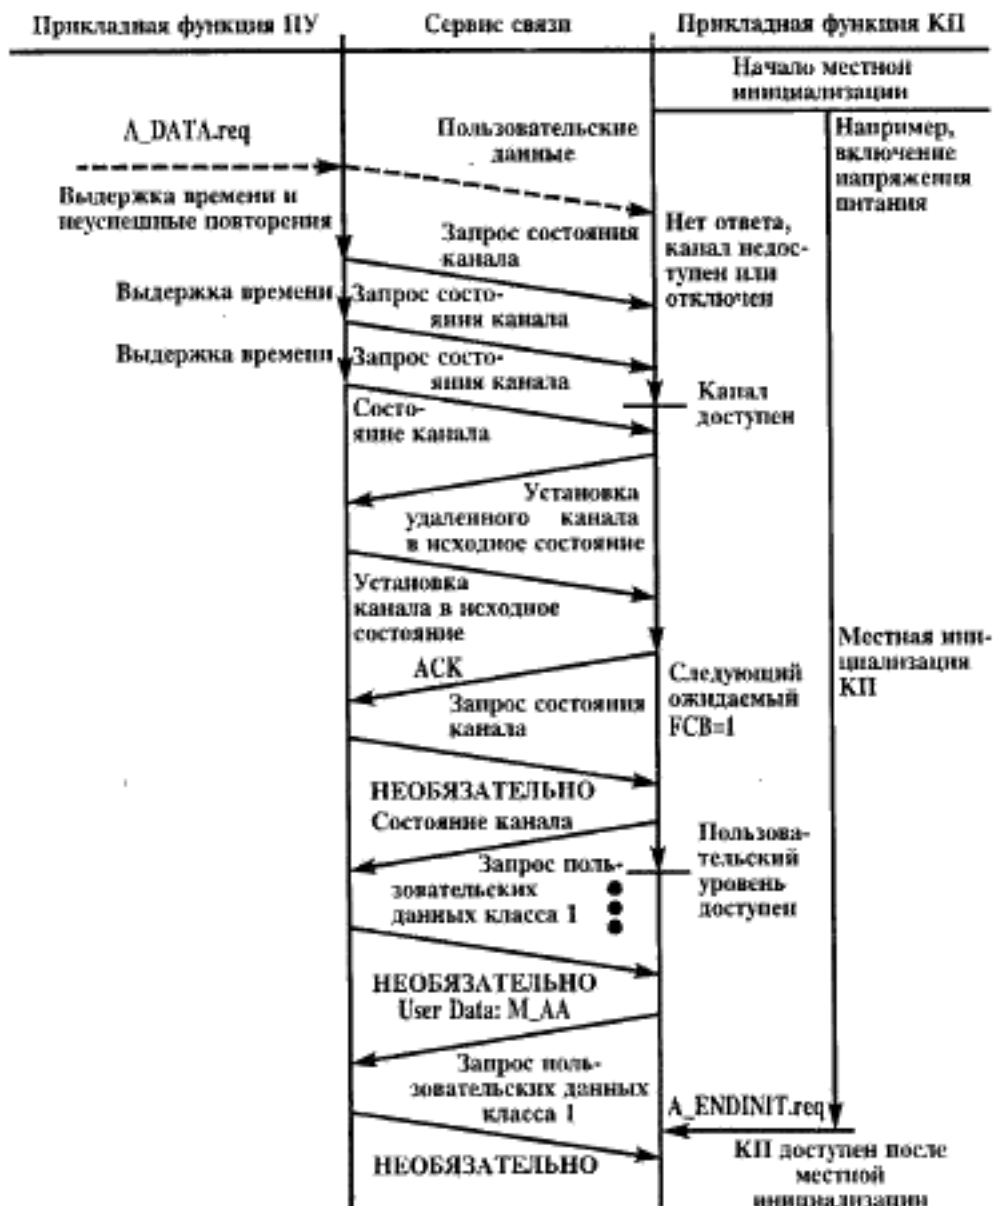 Прикладная функция ПУ
Сервис связи
Прикладная функция КП
Начало местной
инициализации
A_DATA.req
Пользовательские
данные
Например,
включение
напряжения
питания
Выдержка времени и
неуспешные повторения
Запрос состояния
канала
Нет ответа,
канал недос-
тупен или
отключен
Выдержка времени
Запрос состо-
яния канала
Выдержка времени
Запрос состо-
яния канала
Канал
доступен
Состо-
яние канала
Установка
удаленного канала
в исходное состояние
Установка
канала в исходное
состояние
Местная ини-
циализация
КП
ACK
Следующий
ожидаемый
FCB=1
Запрос состояния
канала
НЕОБЯЗАТЕЛЬНО
Состояние канала
Пользова-
тельский
уровень
доступен
Запрос поль-
зовательских
данных класса 1
НЕОБЯЗАТЕЛЬНО
User Data: M_AA
Запрос поль-
зовательских данных
класса 1
A_ENDINIT.req
НЕОБЯЗАТЕЛЬНО
КП доступен после
местной
инициализации